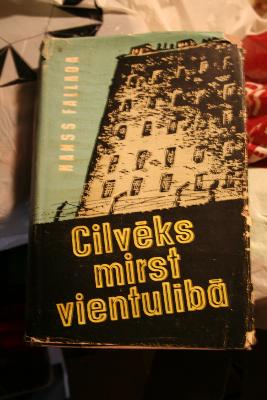 HANSS FALLADA
Cilvēks
mirst
vientulībā